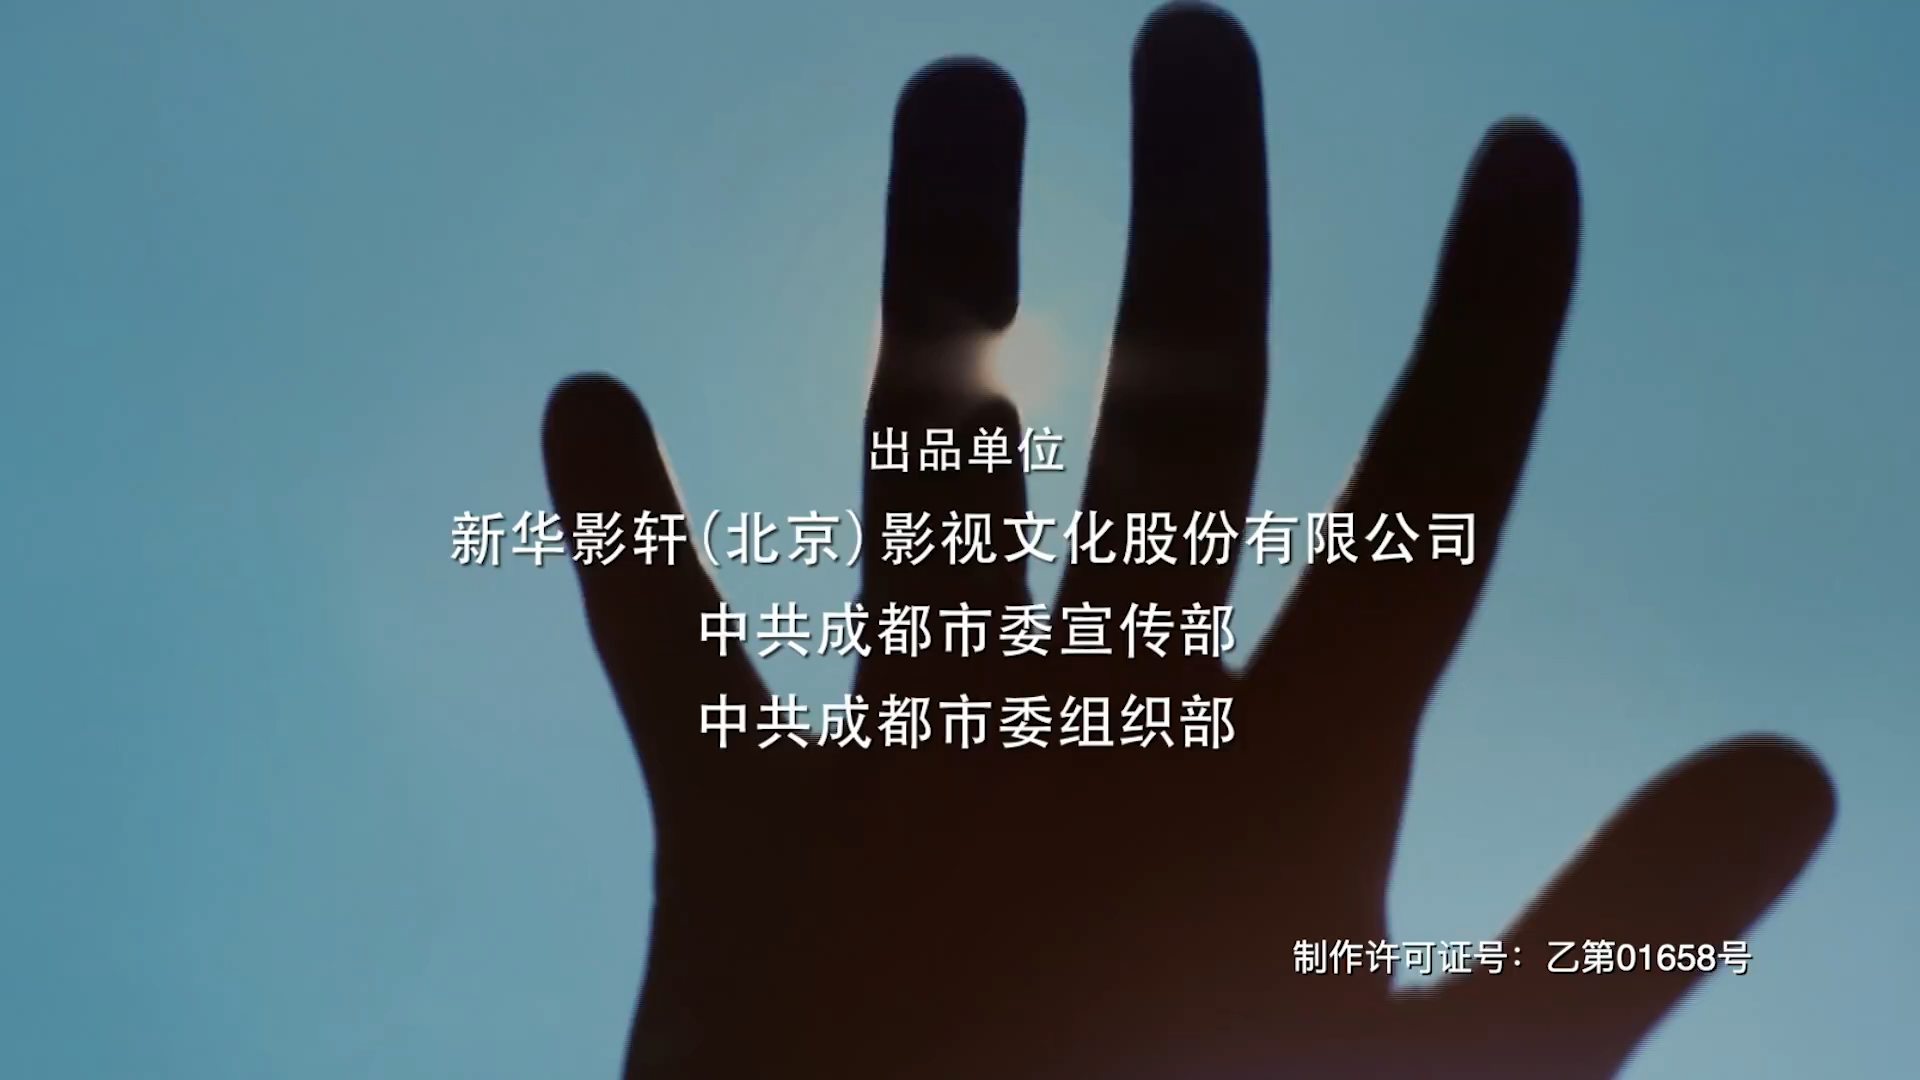 出品单位
新华影轩(北京)影视文化股份有限公司
中共成都市委宣传部
中共成都市委组织部
制作许可证号：乙第01658号